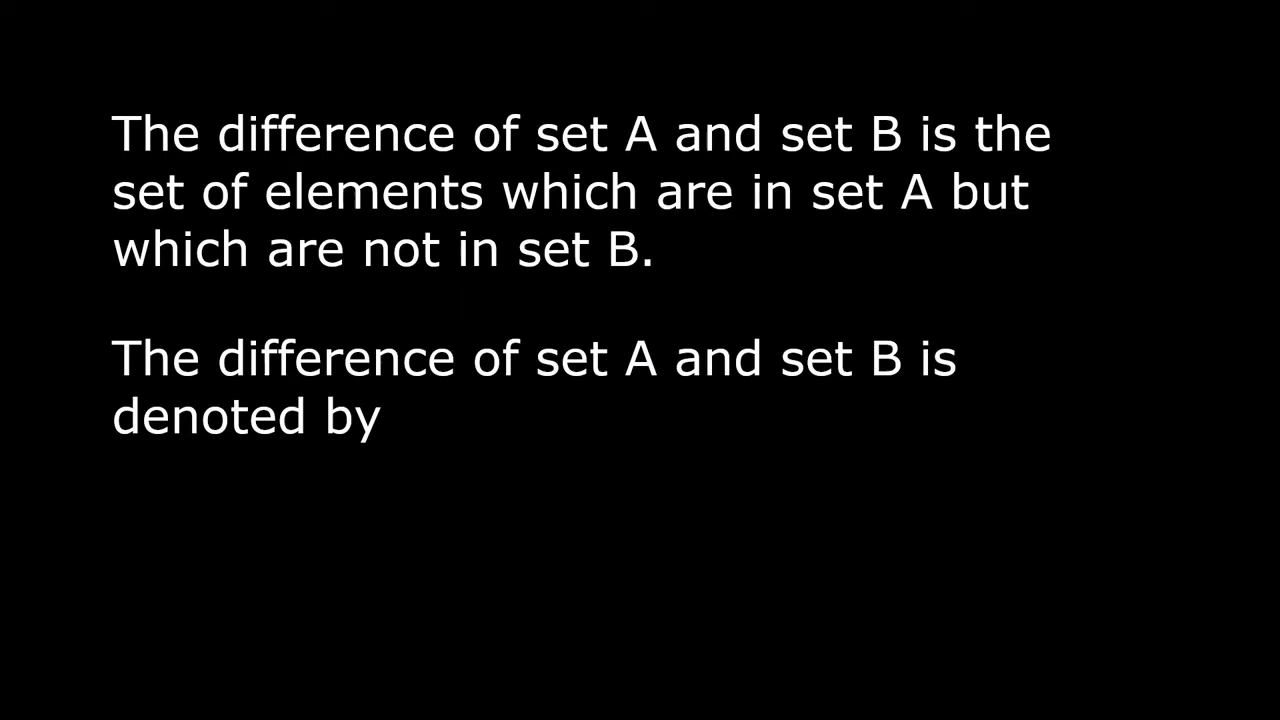 The difference of set A and set B is the
set of elements which are in set A but
which are not in set B.
The difference of set A and set B is
denoted by